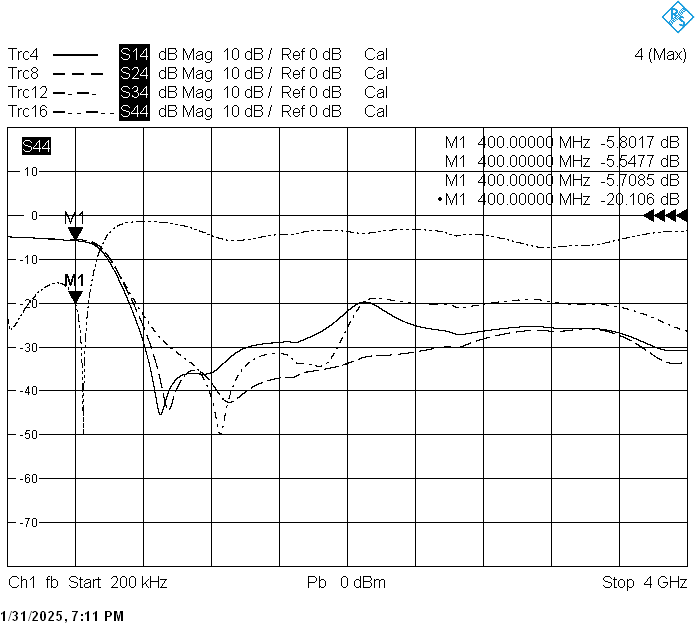 R&S
Trc4 S14 dB Mag 10 dB / Ref 0 dB Cal 4 (Max)
Trc8 S24 dB Mag 10 dB / Ref 0 dB Cal
Trc12 S34 dB Mag 10 dB / Ref 0 dB Cal
Trc16 S44 dB Mag 10 dB / Ref 0 dB Cal
S44
M1 400.00000 MHz -5.8017 dB
M1 400.00000 MHz -5.5477 dB
M1 400.00000 MHz -5.7085 dB
•M1 400.00000 MHz -20.106 dB
10
0
M1
-10
M1
-20
-30
-40
-50
-60
-70
Ch1 fb Start 200 kHz Pb 0 dBm Stop 4 GHz
1/31/2025, 7:11 PM